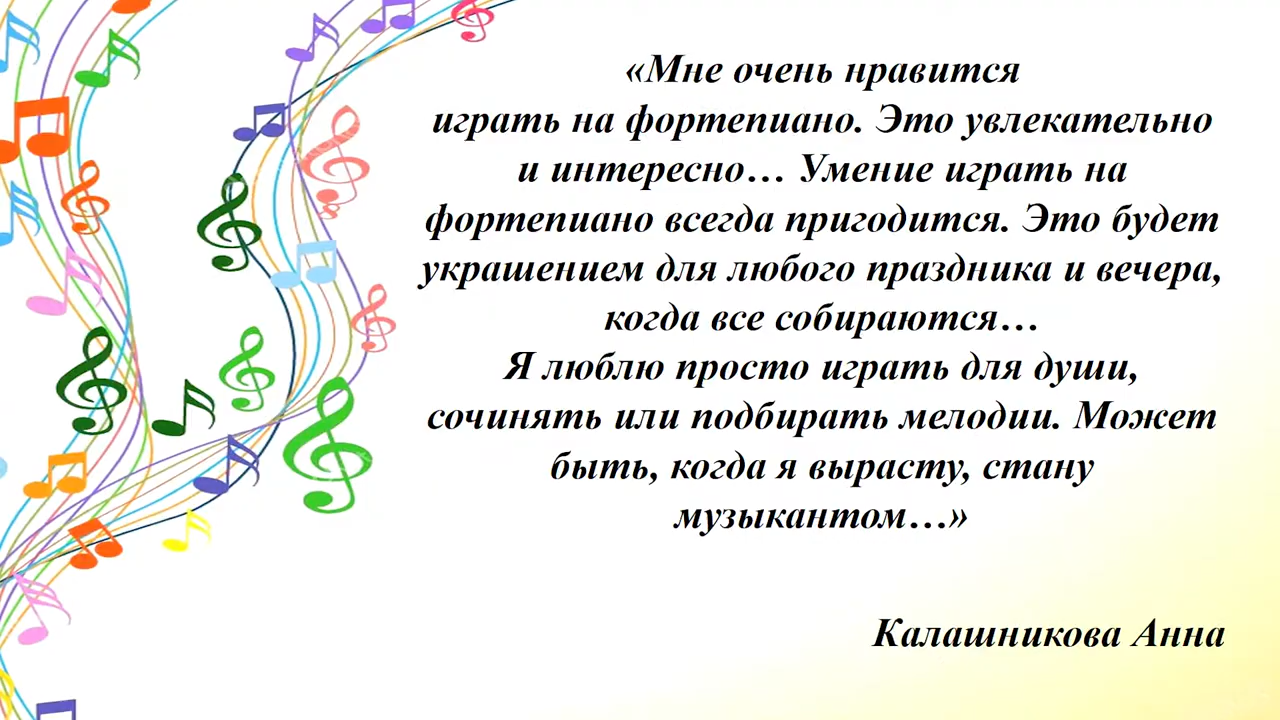 «Мне очень нравится
играть на фортепиано. Это увлекательно
и интересно… Умение играть на
фортепиано всегда пригодится. Это будет
украшением для любого праздника и вечера,
когда все собираются…
Я люблю просто играть для души,
сочинять или подбирать мелодии. Может
быть, когда я вырасту, стану
музыкантом…»
Калашникова Анна